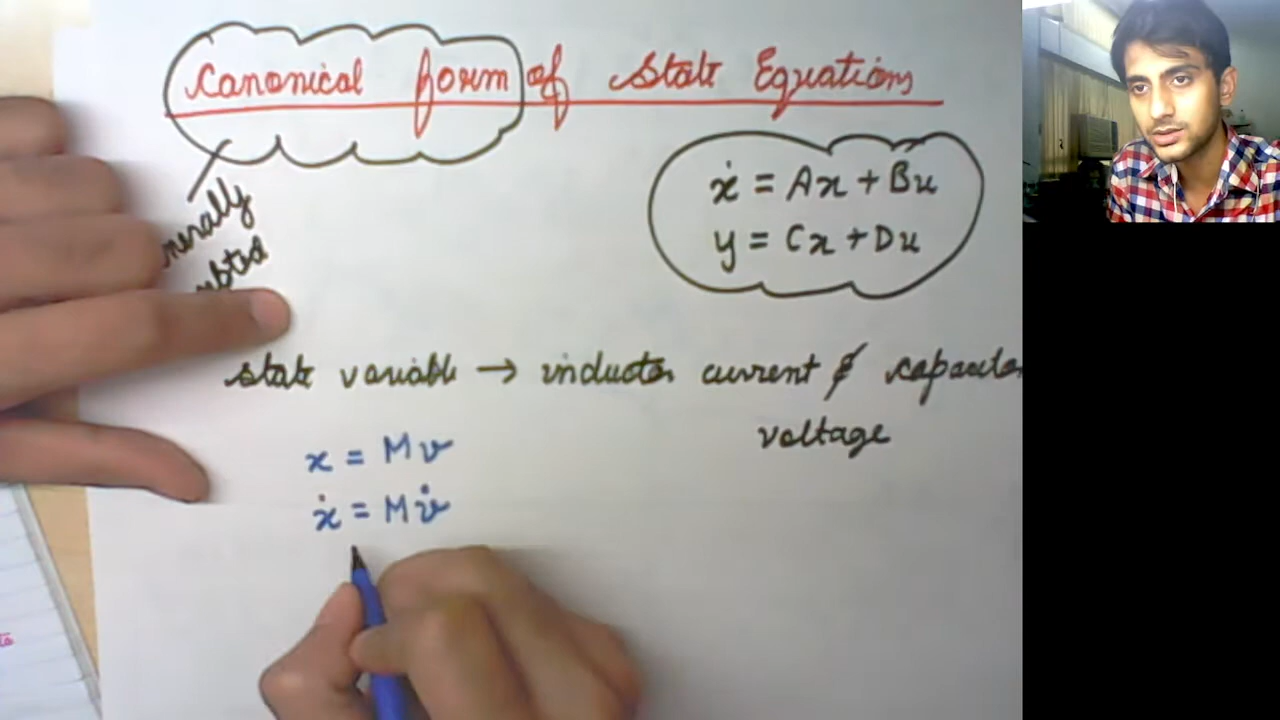 Canonical form of State Equations
ẋ = Ax + Bu
y = Cx + Du
state variable → inductor current & capacitor
voltage
x = Mv
ẋ = Mv̇